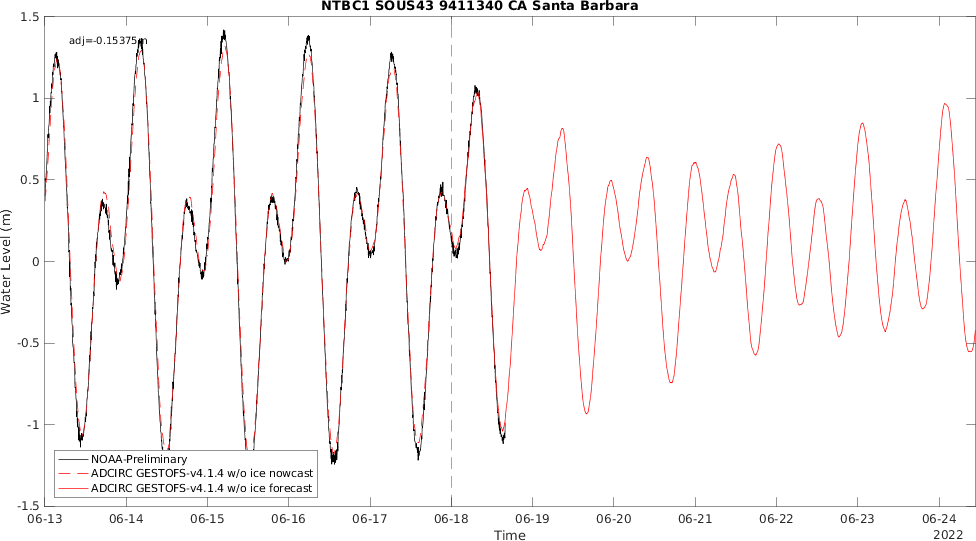 NTBC1 SOUS43 9411340 CA Santa Barbara
1.5
adj=-0.15375m
1
0.5
0
-0.5
-1
-1.5
Water Level (m)
NOAA-Preliminary
ADCIRC GESTOFS-v4.1.4 w/o ice nowcast
ADCIRC GESTOFS-v4.1.4 w/o ice forecast
06-13 06-14 06-15 06-16 06-17 06-18 06-19 06-20 06-21 06-22 06-23 06-24
Time
2022